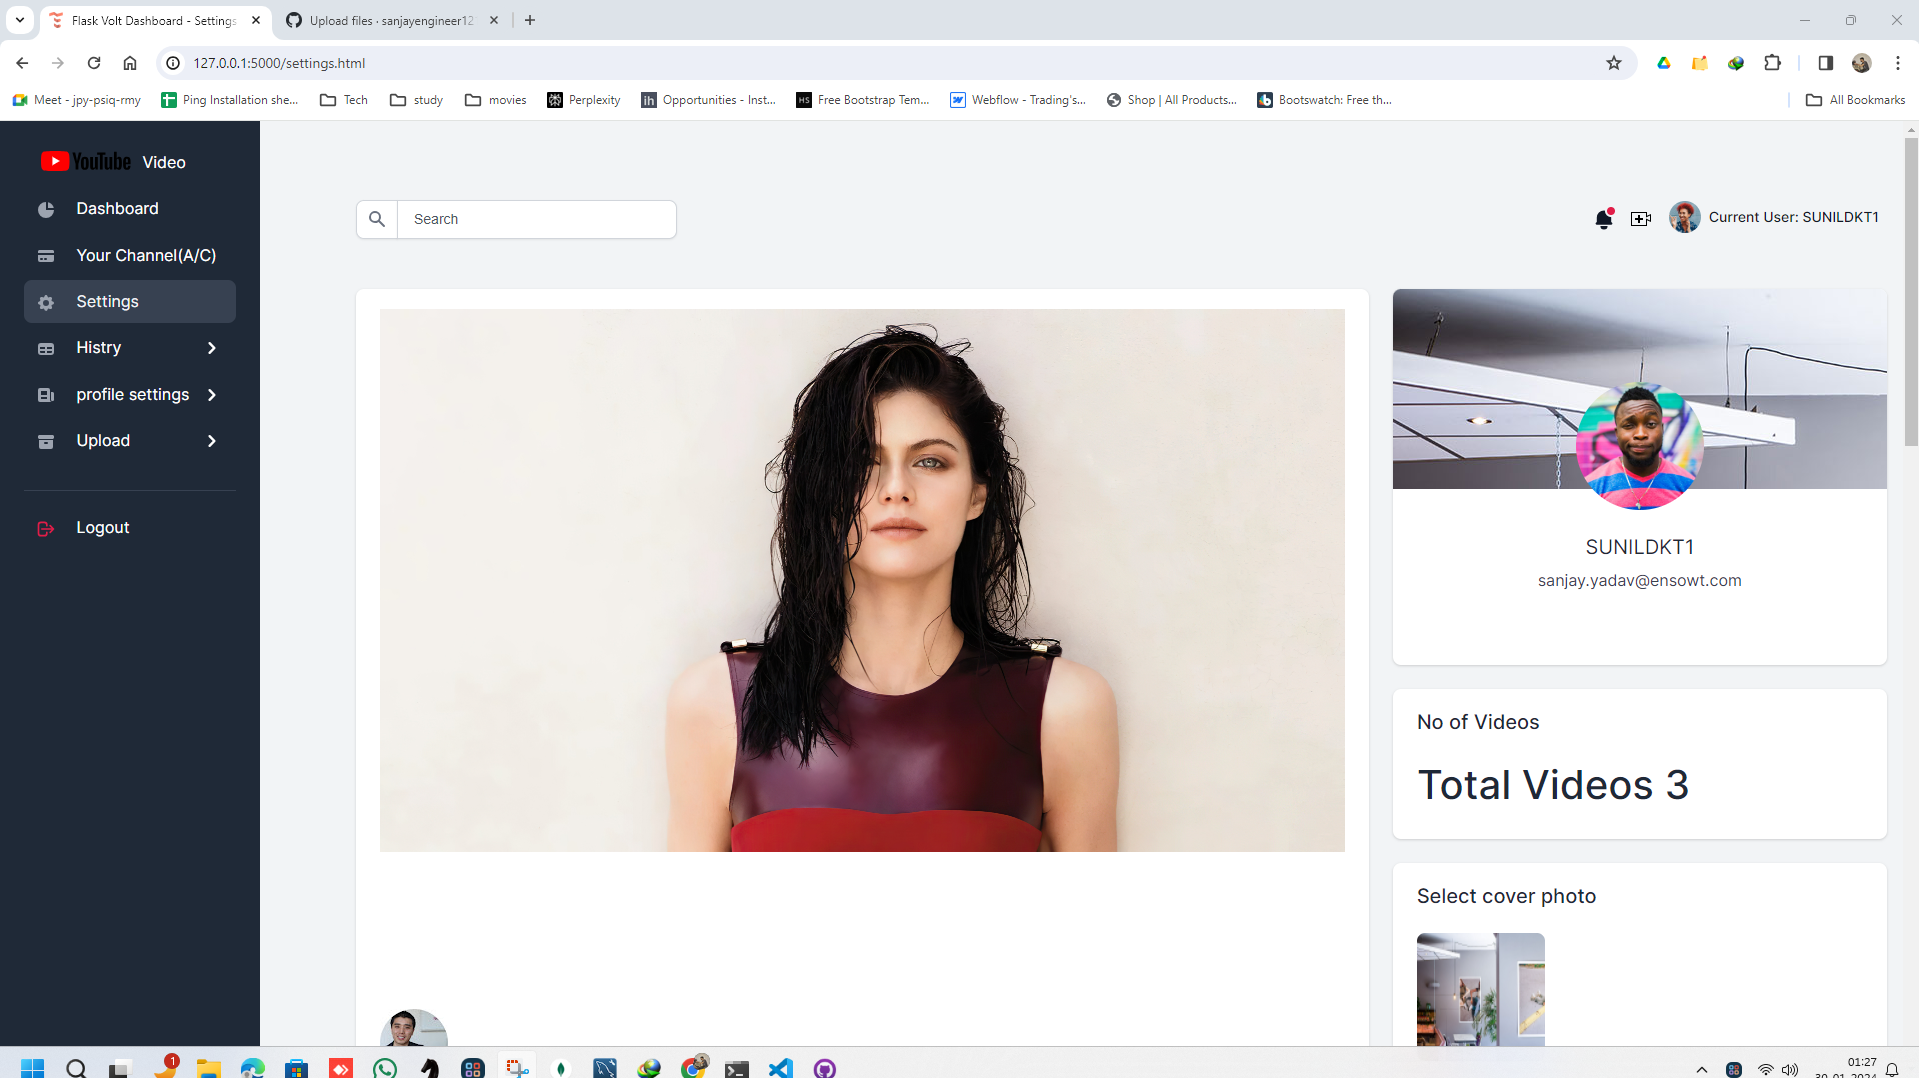 Flask Volt Dashboard - Settings
Upload files · sanjayengineer12
127.0.0.1:5000/settings.html
Meet - jpy-psiq-rmy
Ping Installation she...
Tech
study
movies
Perplexity
ih
Opportunities - Inst...
HS
Free Bootstrap Tem...
Webflow - Trading's...
Shop | All Products...
Bootswatch: Free th...
All Bookmarks
YouTube Video
Dashboard
Your Channel(A/C)
Settings
Histry
profile settings
Upload
Logout
Search
Current User: SUNILDKT1
SUNILDKT1
sanjay.yadav@ensowt.com
No of Videos
Total Videos 3
Select cover photo
1
01:27
30-01-2024